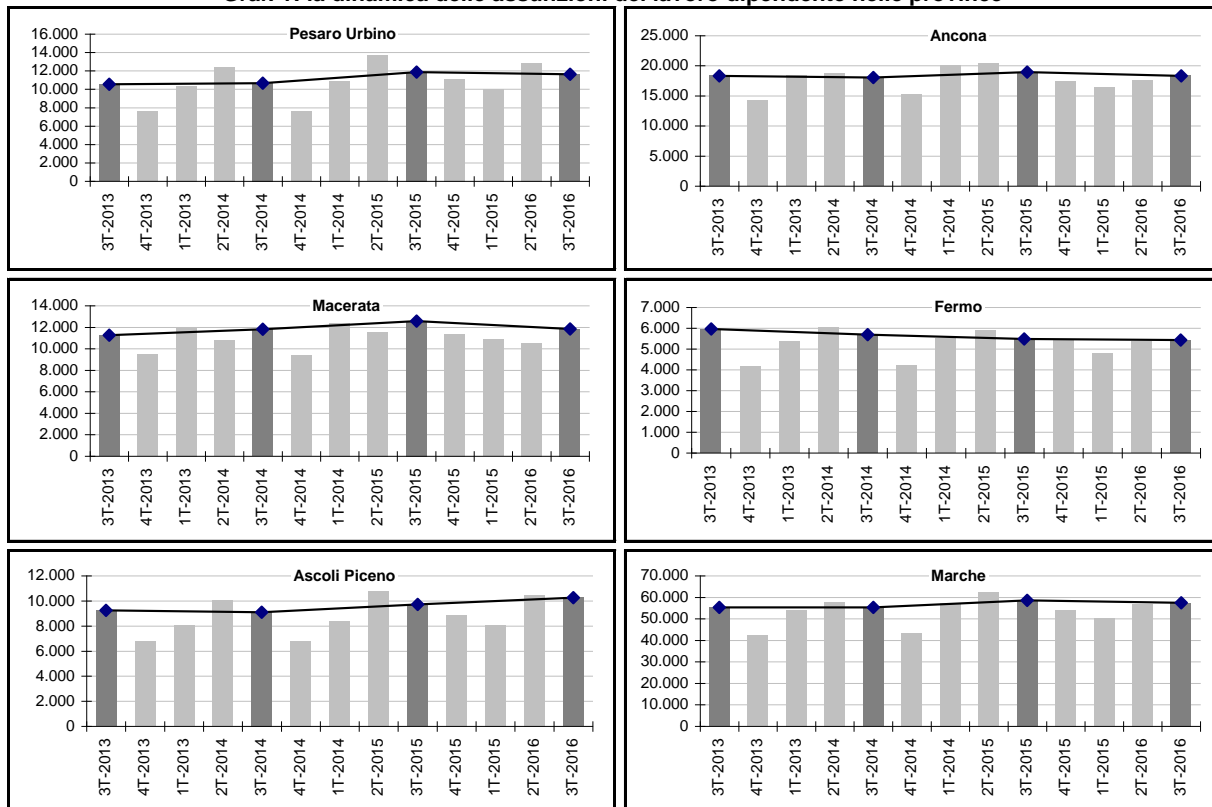 Graf. 1: la dinamica delle assunzioni del lavoro dipendente nelle province
Pesaro Urbino
16.000
14.000
12.000
10.000
8.000
6.000
4.000
2.000
0
3T-2013
4T-2013
1T-2013
2T-2014
3T-2014
4T-2014
1T-2014
2T-2015
3T-2015
4T-2015
1T-2015
2T-2016
3T-2016
Ancona
25.000
20.000
15.000
10.000
5.000
0
3T-2013
4T-2013
1T-2013
2T-2014
3T-2014
4T-2014
1T-2014
2T-2015
3T-2015
4T-2015
1T-2015
2T-2016
3T-2016
Macerata
14.000
12.000
10.000
8.000
6.000
4.000
2.000
0
3T-2013
4T-2013
1T-2013
2T-2014
3T-2014
4T-2014
1T-2014
2T-2015
3T-2015
4T-2015
1T-2015
2T-2016
3T-2016
Fermo
7.000
6.000
5.000
4.000
3.000
2.000
1.000
0
3T-2013
4T-2013
1T-2013
2T-2014
3T-2014
4T-2014
1T-2014
2T-2015
3T-2015
4T-2015
1T-2015
2T-2016
3T-2016
Ascoli Piceno
12.000
10.000
8.000
6.000
4.000
2.000
0
3T-2013
4T-2013
1T-2013
2T-2014
3T-2014
4T-2014
1T-2014
2T-2015
3T-2015
4T-2015
1T-2015
2T-2016
3T-2016
Marche
70.000
60.000
50.000
40.000
30.000
20.000
10.000
0
3T-2013
4T-2013
1T-2013
2T-2014
3T-2014
4T-2014
1T-2014
2T-2015
3T-2015
4T-2015
1T-2015
2T-2016
3T-2016